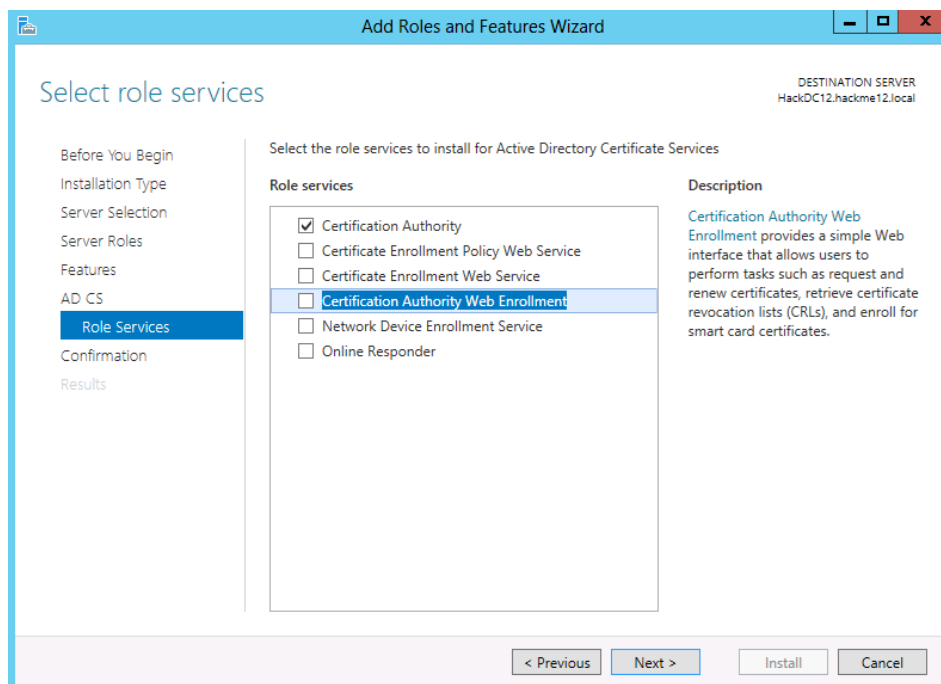 Add Roles and Features Wizard
Select role services
DESTINATION SERVER
HackDC12.hackme12.local
Before You Begin
Installation Type
Server Selection
Server Roles
Features
AD CS
Role Services
Confirmation
Results
Select the role services to install for Active Directory Certificate Services
Role services
Certification Authority
Certificate Enrollment Policy Web Service
Certificate Enrollment Web Service
Certification Authority Web Enrollment
Network Device Enrollment Service
Online Responder
Description
Certification Authority Web
Enrollment provides a simple Web
interface that allows users to
perform tasks such as request and
renew certificates, retrieve certificate
revocation lists (CRLs), and enroll for
smart card certificates.
< Previous
Next >
Install
Cancel